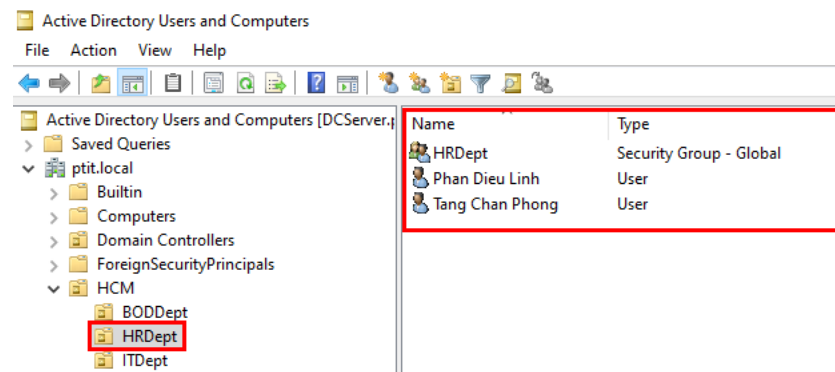 Active Directory Users and Computers
File Action View Help
Active Directory Users and Computers [DCServer.p
Saved Queries
ptit.local
Builtin
Computers
Domain Controllers
ForeignSecurityPrincipals
HCM
BODDept
HRDept
ITDept
Name Type
HRDept Security Group - Global
Phan Dieu Linh User
Tang Chan Phong User